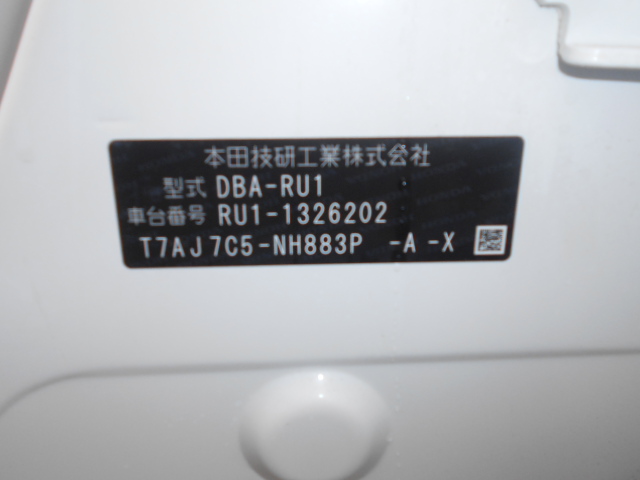 本田技研工業株式会社
型式 DBA-RU1
車台番号 RU1-1326202
T7AJ7C5-NH883P -A -X